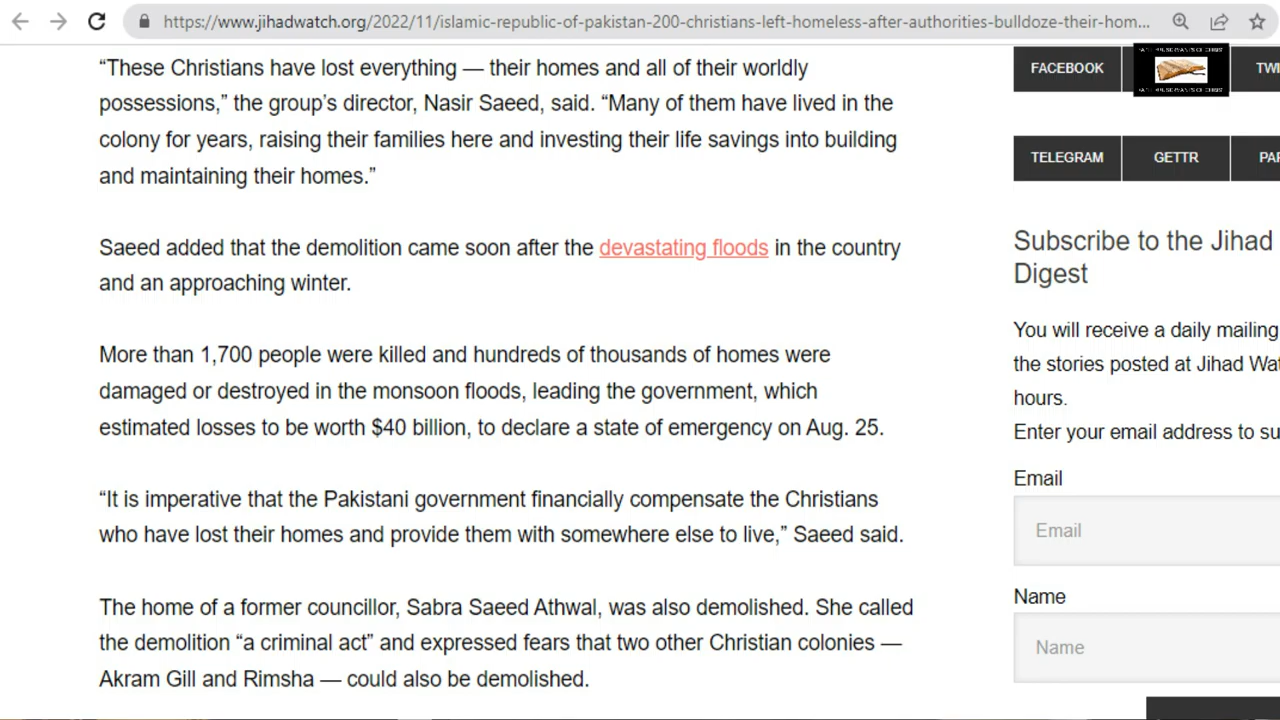 https://www.jihadwatch.org/2022/11/islamic-republic-of-pakistan-200-christians-left-homeless-after-authorities-bulldoze-their-hom...
“These Christians have lost everything — their homes and all of their worldly
possessions,” the group’s director, Nasir Saeed, said. “Many of them have lived in the
colony for years, raising their families here and investing their life savings into building
and maintaining their homes.”
Saeed added that the demolition came soon after the devastating floods in the country
and an approaching winter.
More than 1,700 people were killed and hundreds of thousands of homes were
damaged or destroyed in the monsoon floods, leading the government, which
estimated losses to be worth $40 billion, to declare a state of emergency on Aug. 25.
“It is imperative that the Pakistani government financially compensate the Christians
who have lost their homes and provide them with somewhere else to live,” Saeed said.
The home of a former councillor, Sabra Saeed Athwal, was also demolished. She called
the demolition “a criminal act” and expressed fears that two other Christian colonies —
Akram Gill and Rimsha — could also be demolished.
FACEBOOK
TWI
TELEGRAM
GETTR
PAR
Subscribe to the Jihad
Digest
You will receive a daily mailing
the stories posted at Jihad Wat
hours.
Enter your email address to su
Email
Email
Name
Name